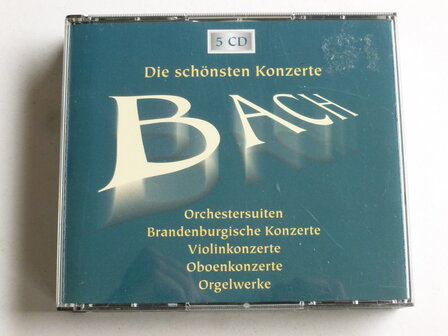 5 CD
Die schönsten Konzerte
BACH
Orchestersuiten
Brandenburgische Konzerte
Violinkonzerte
Oboenkonzerte
Orgelwerke